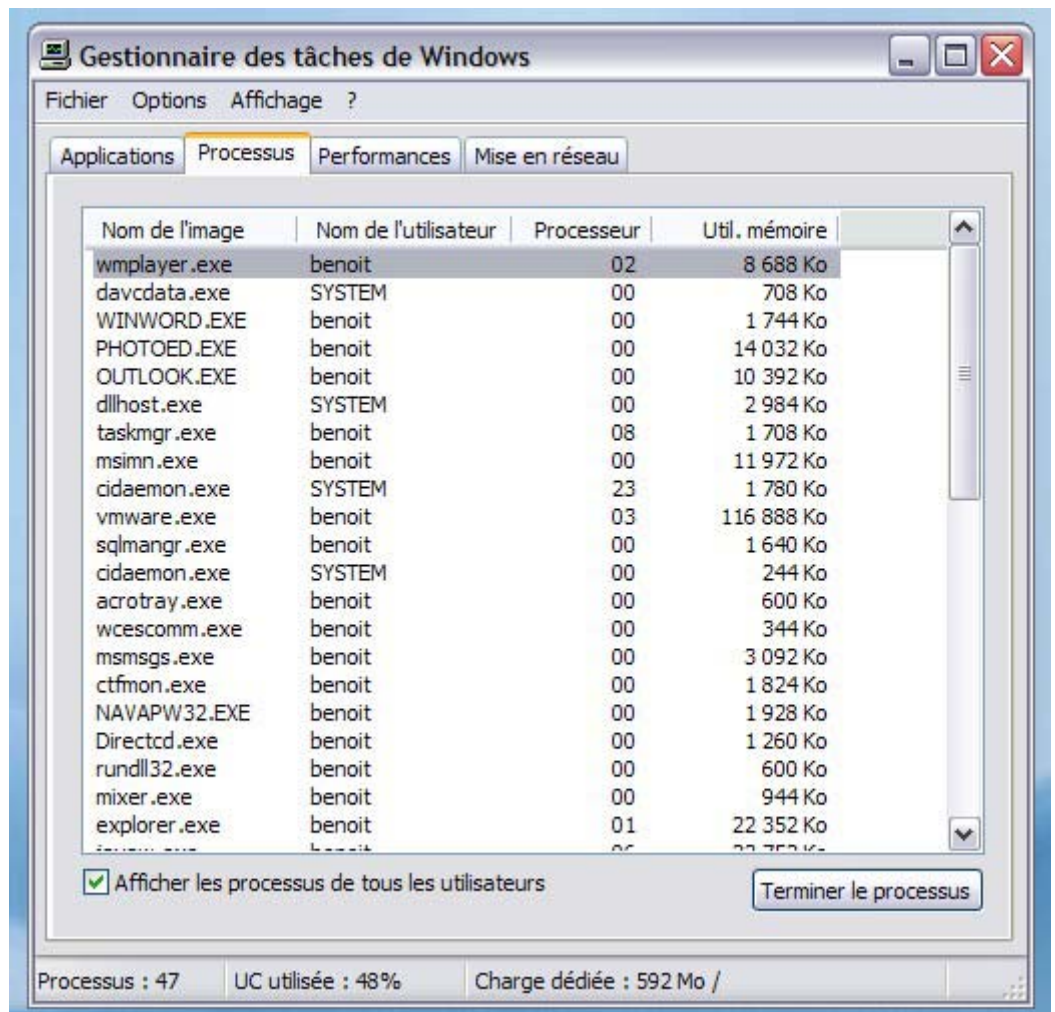 Gestionnaire des tâches de Windows
Fichier Options Affichage ?
Applications Processus Performances Mise en réseau
Nom de l'image Nom de l'utilisateur Processeur Util. mémoire
wmplayer.exe benoit 02 8 688 Ko
davcdata.exe SYSTEM 00 708 Ko
WINWORD.EXE benoit 00 1 744 Ko
PHOTOED.EXE benoit 00 14 032 Ko
OUTLOOK.EXE benoit 00 10 392 Ko
dllhost.exe SYSTEM 00 2 984 Ko
taskmgr.exe benoit 08 1 708 Ko
msimn.exe benoit 00 11 972 Ko
cidaemon.exe SYSTEM 23 1 780 Ko
vmware.exe benoit 03 116 888 Ko
sqlmangr.exe benoit 00 1 640 Ko
cidaemon.exe SYSTEM 00 244 Ko
acrotray.exe benoit 00 600 Ko
wcescomm.exe benoit 00 344 Ko
msmsgs.exe benoit 00 3 092 Ko
ctfmon.exe benoit 00 1 824 Ko
NAVAPW32.EXE benoit 00 1 928 Ko
Directcd.exe benoit 00 1 260 Ko
rundll32.exe benoit 00 600 Ko
mixer.exe benoit 00 944 Ko
explorer.exe benoit 01 22 352 Ko
Afficher les processus de tous les utilisateurs Terminer le processus
Processus : 47 UC utilisée : 48% Charge dédiée : 592 Mo /